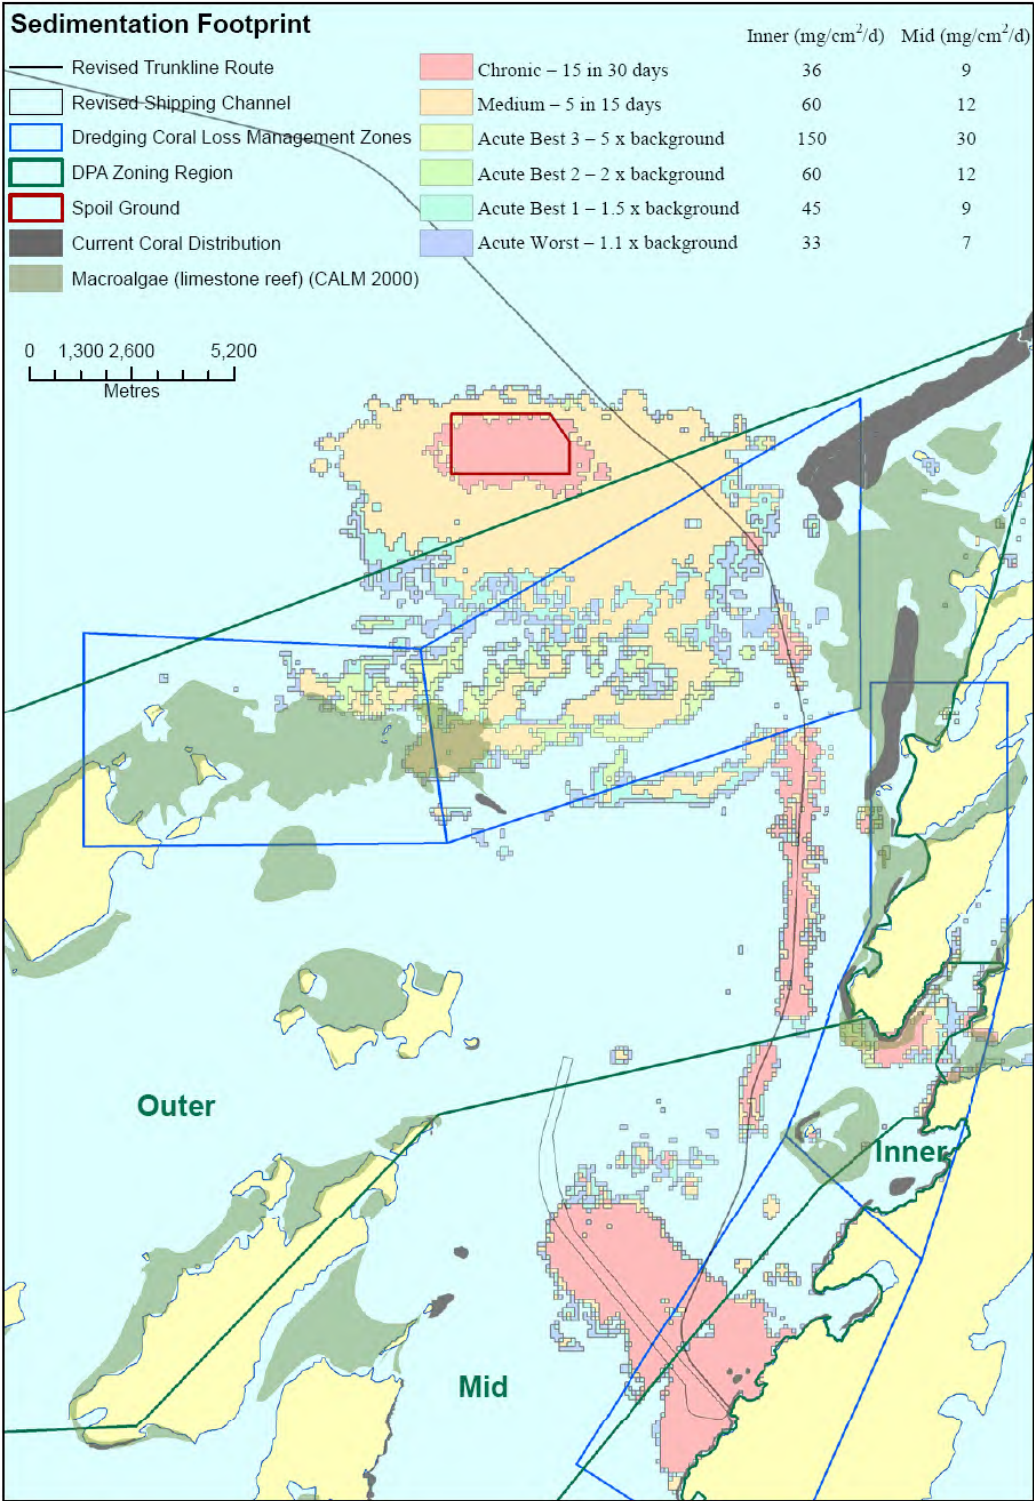 Sedimentation Footprint
Inner (mg/cm²/d) Mid (mg/cm²/d)
Revised Trunkline Route
Revised Shipping Channel
Dredging Coral Loss Management Zones
DPA Zoning Region
Spoil Ground
Current Coral Distribution
Macroalgae (limestone reef) (CALM 2000)
Chronic – 15 in 30 days 36 9
Medium – 5 in 15 days 60 12
Acute Best 3 – 5 x background 150 30
Acute Best 2 – 2 x background 60 12
Acute Best 1 – 1.5 x background 45 9
Acute Worst – 1.1 x background 33 7
0 1,300 2,600 5,200
Metres
Outer
Inner
Mid